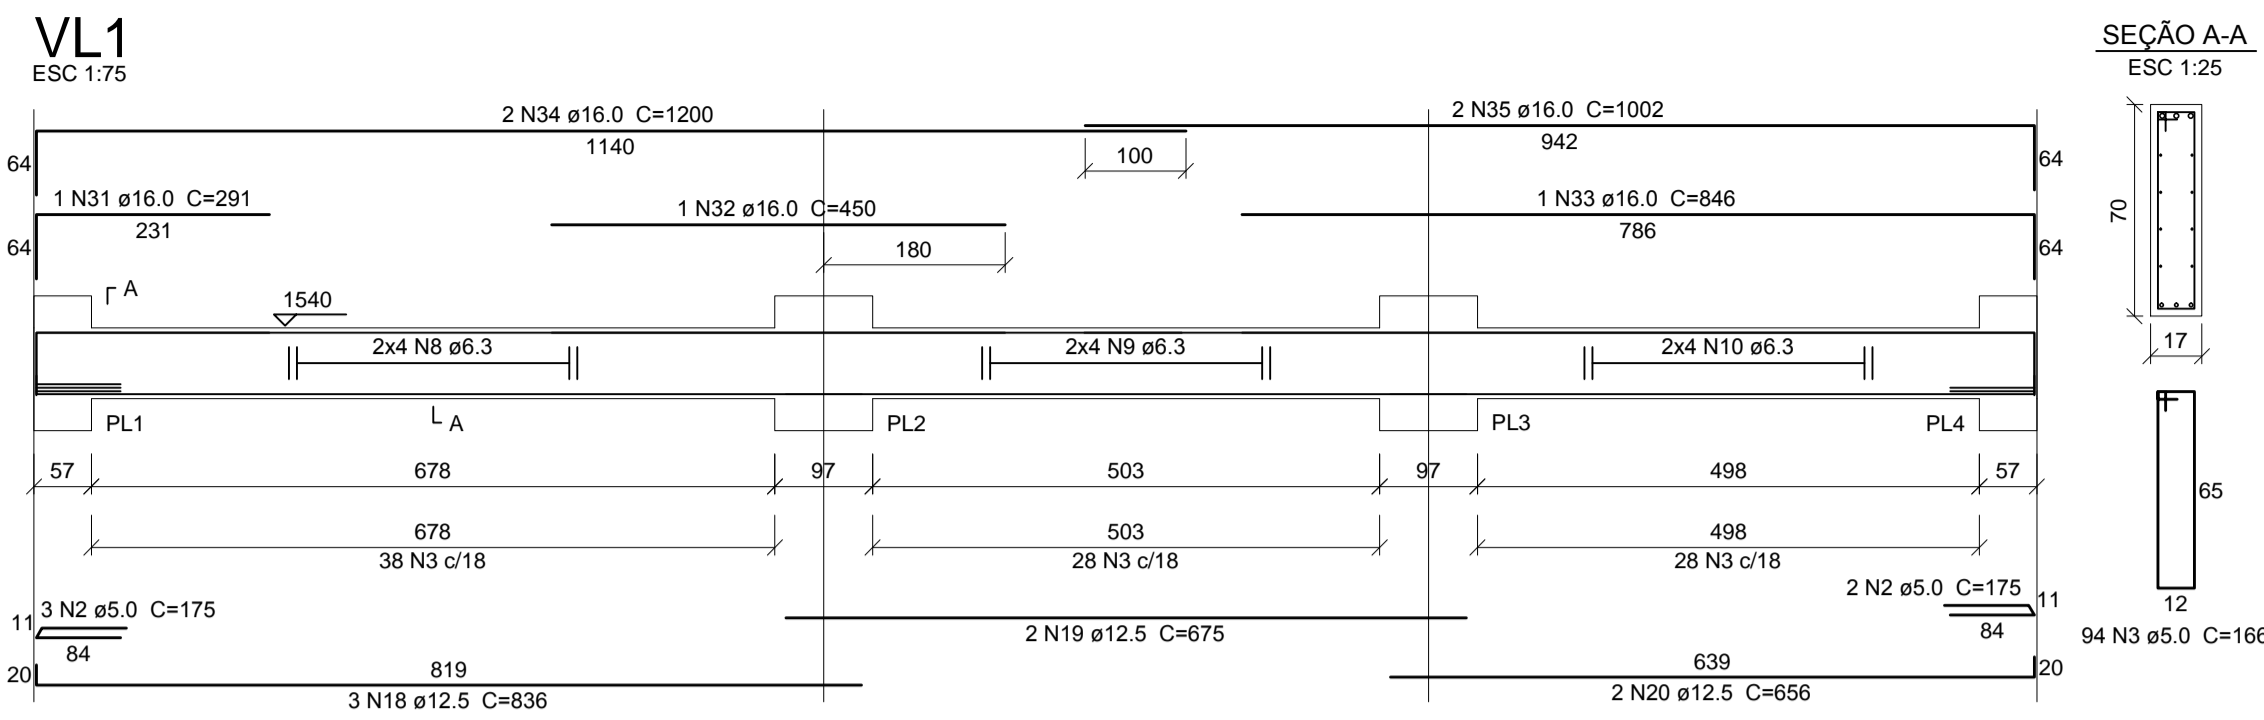 VL1
ESC 1:75
SEÇÃO A-A
ESC 1:25
2 N34 ø16.0 C=1200
1140
2 N35 ø16.0 C=1002
942
64
100
64
1 N31 ø16.0 C=291
231
1 N32 ø16.0 C=450
1 N33 ø16.0 C=846
786
64
180
64
70
17
A
1540
2x4 N8 ø6.3
2x4 N9 ø6.3
2x4 N10 ø6.3
PL1
A
PL2
PL3
PL4
57
678
97
503
97
498
57
65
12
94 N3 ø5.0 C=166
678
38 N3 c/18
503
28 N3 c/18
498
28 N3 c/18
3 N2 ø5.0 C=175
11
84
2 N2 ø5.0 C=175
11
84
2 N19 ø12.5 C=675
20
819
3 N18 ø12.5 C=836
639
20
2 N20 ø12.5 C=656